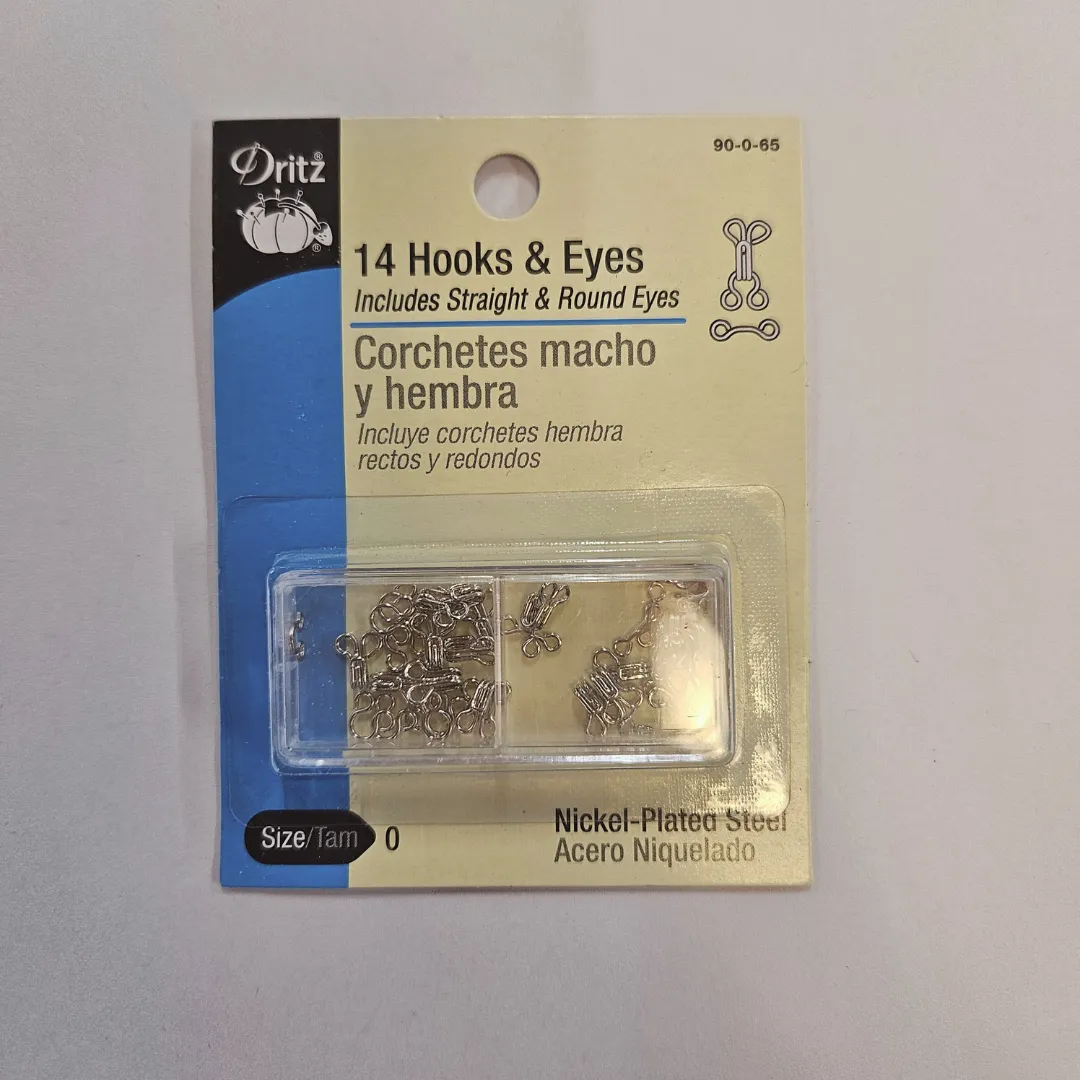 Dritz®
®
90-0-65
14 Hooks & Eyes
Includes Straight & Round Eyes
Corchetes macho
y hembra
Incluye corchetes hembra
rectos y redondos
Size/Tam 0
Nickel-Plated Steel
Acero Niquelado